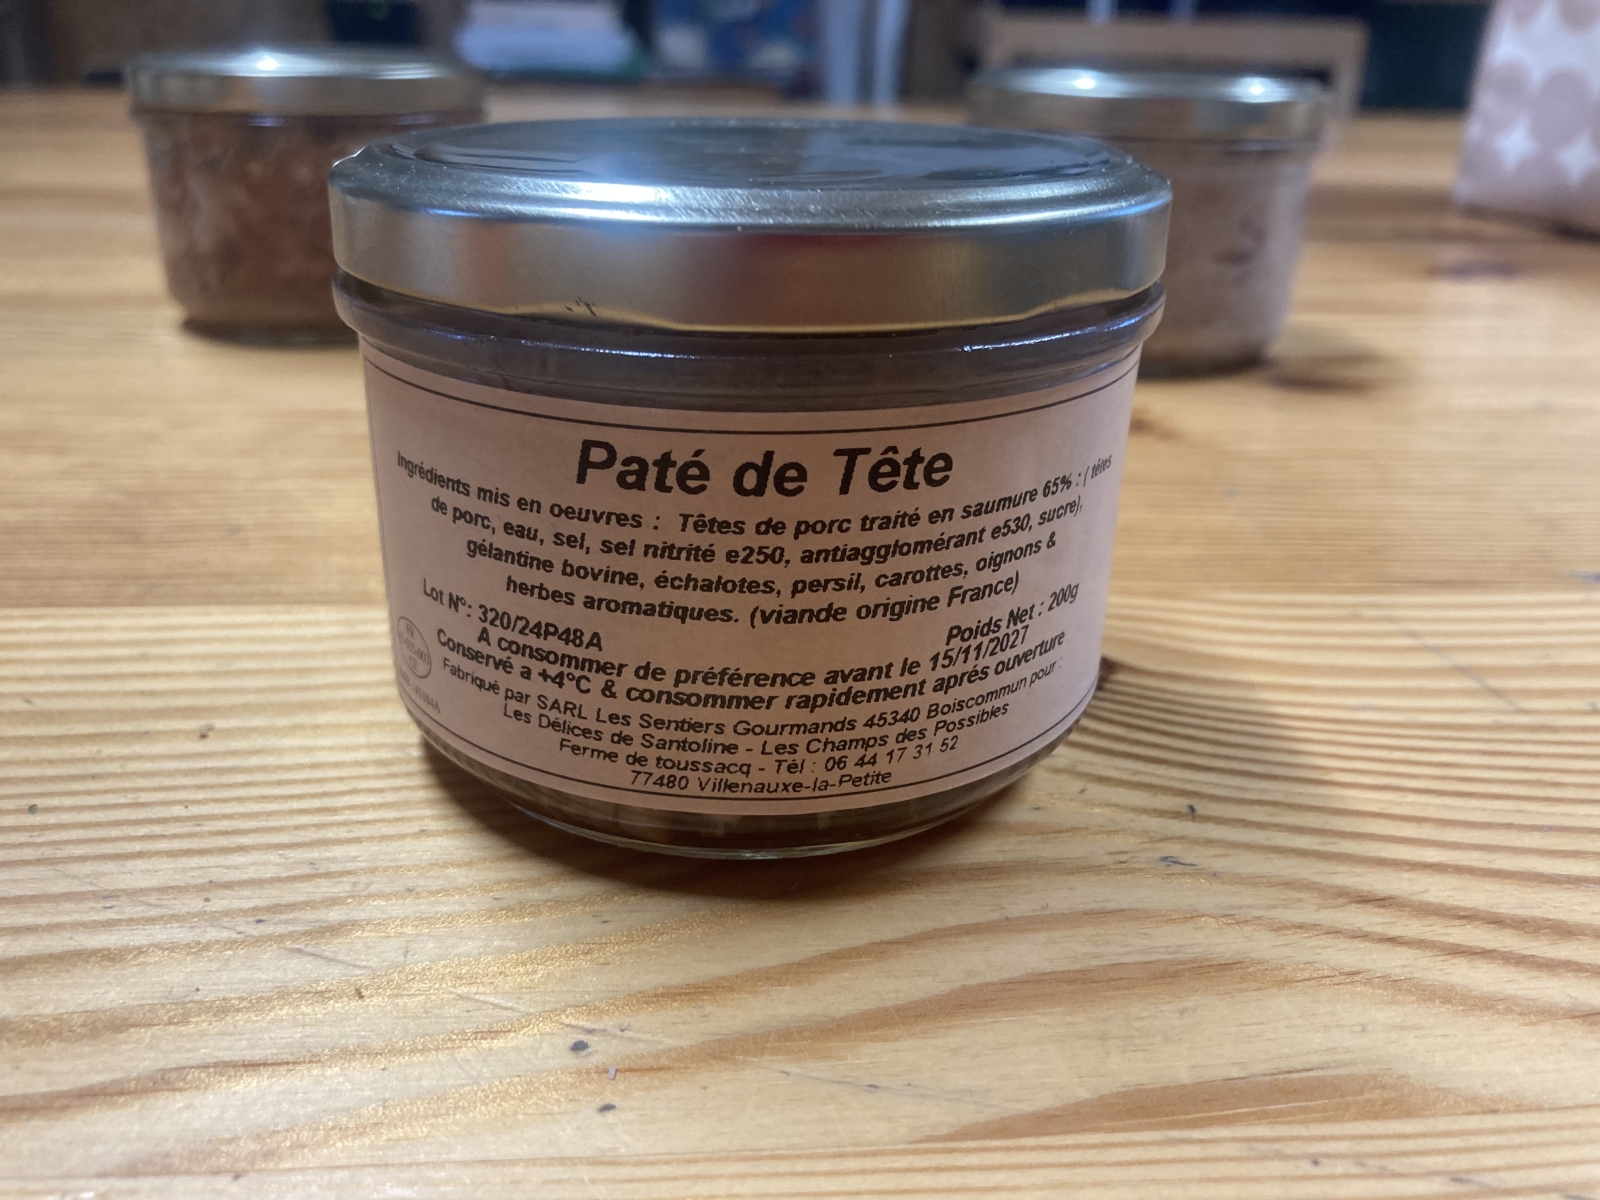 Paté de Tête
Ingrédients mis en oeuvres : Têtes de porc traité en saumure 65% : ( têtes
de porc, eau, sel, sel nitrité e250, antiagglomérant e530, sucre),
gélantine bovine, échalotes, persil, carottes, oignons &
herbes aromatiques. (viande origine France)
Lot N°: 320/24P48A
Poids Net : 200g
A consommer de préférence avant le 15/11/2027
Conservé a +4°C & consommer rapidement aprés ouverture
Fabriqué par SARL Les Sentiers Gourmands 45340 Boiscommun pour :
Les Délices de Santoline - Les Champs des Possibles
Ferme de toussacq - Tél : 06 44 17 31 52
77480 Villenauxe-la-Petite